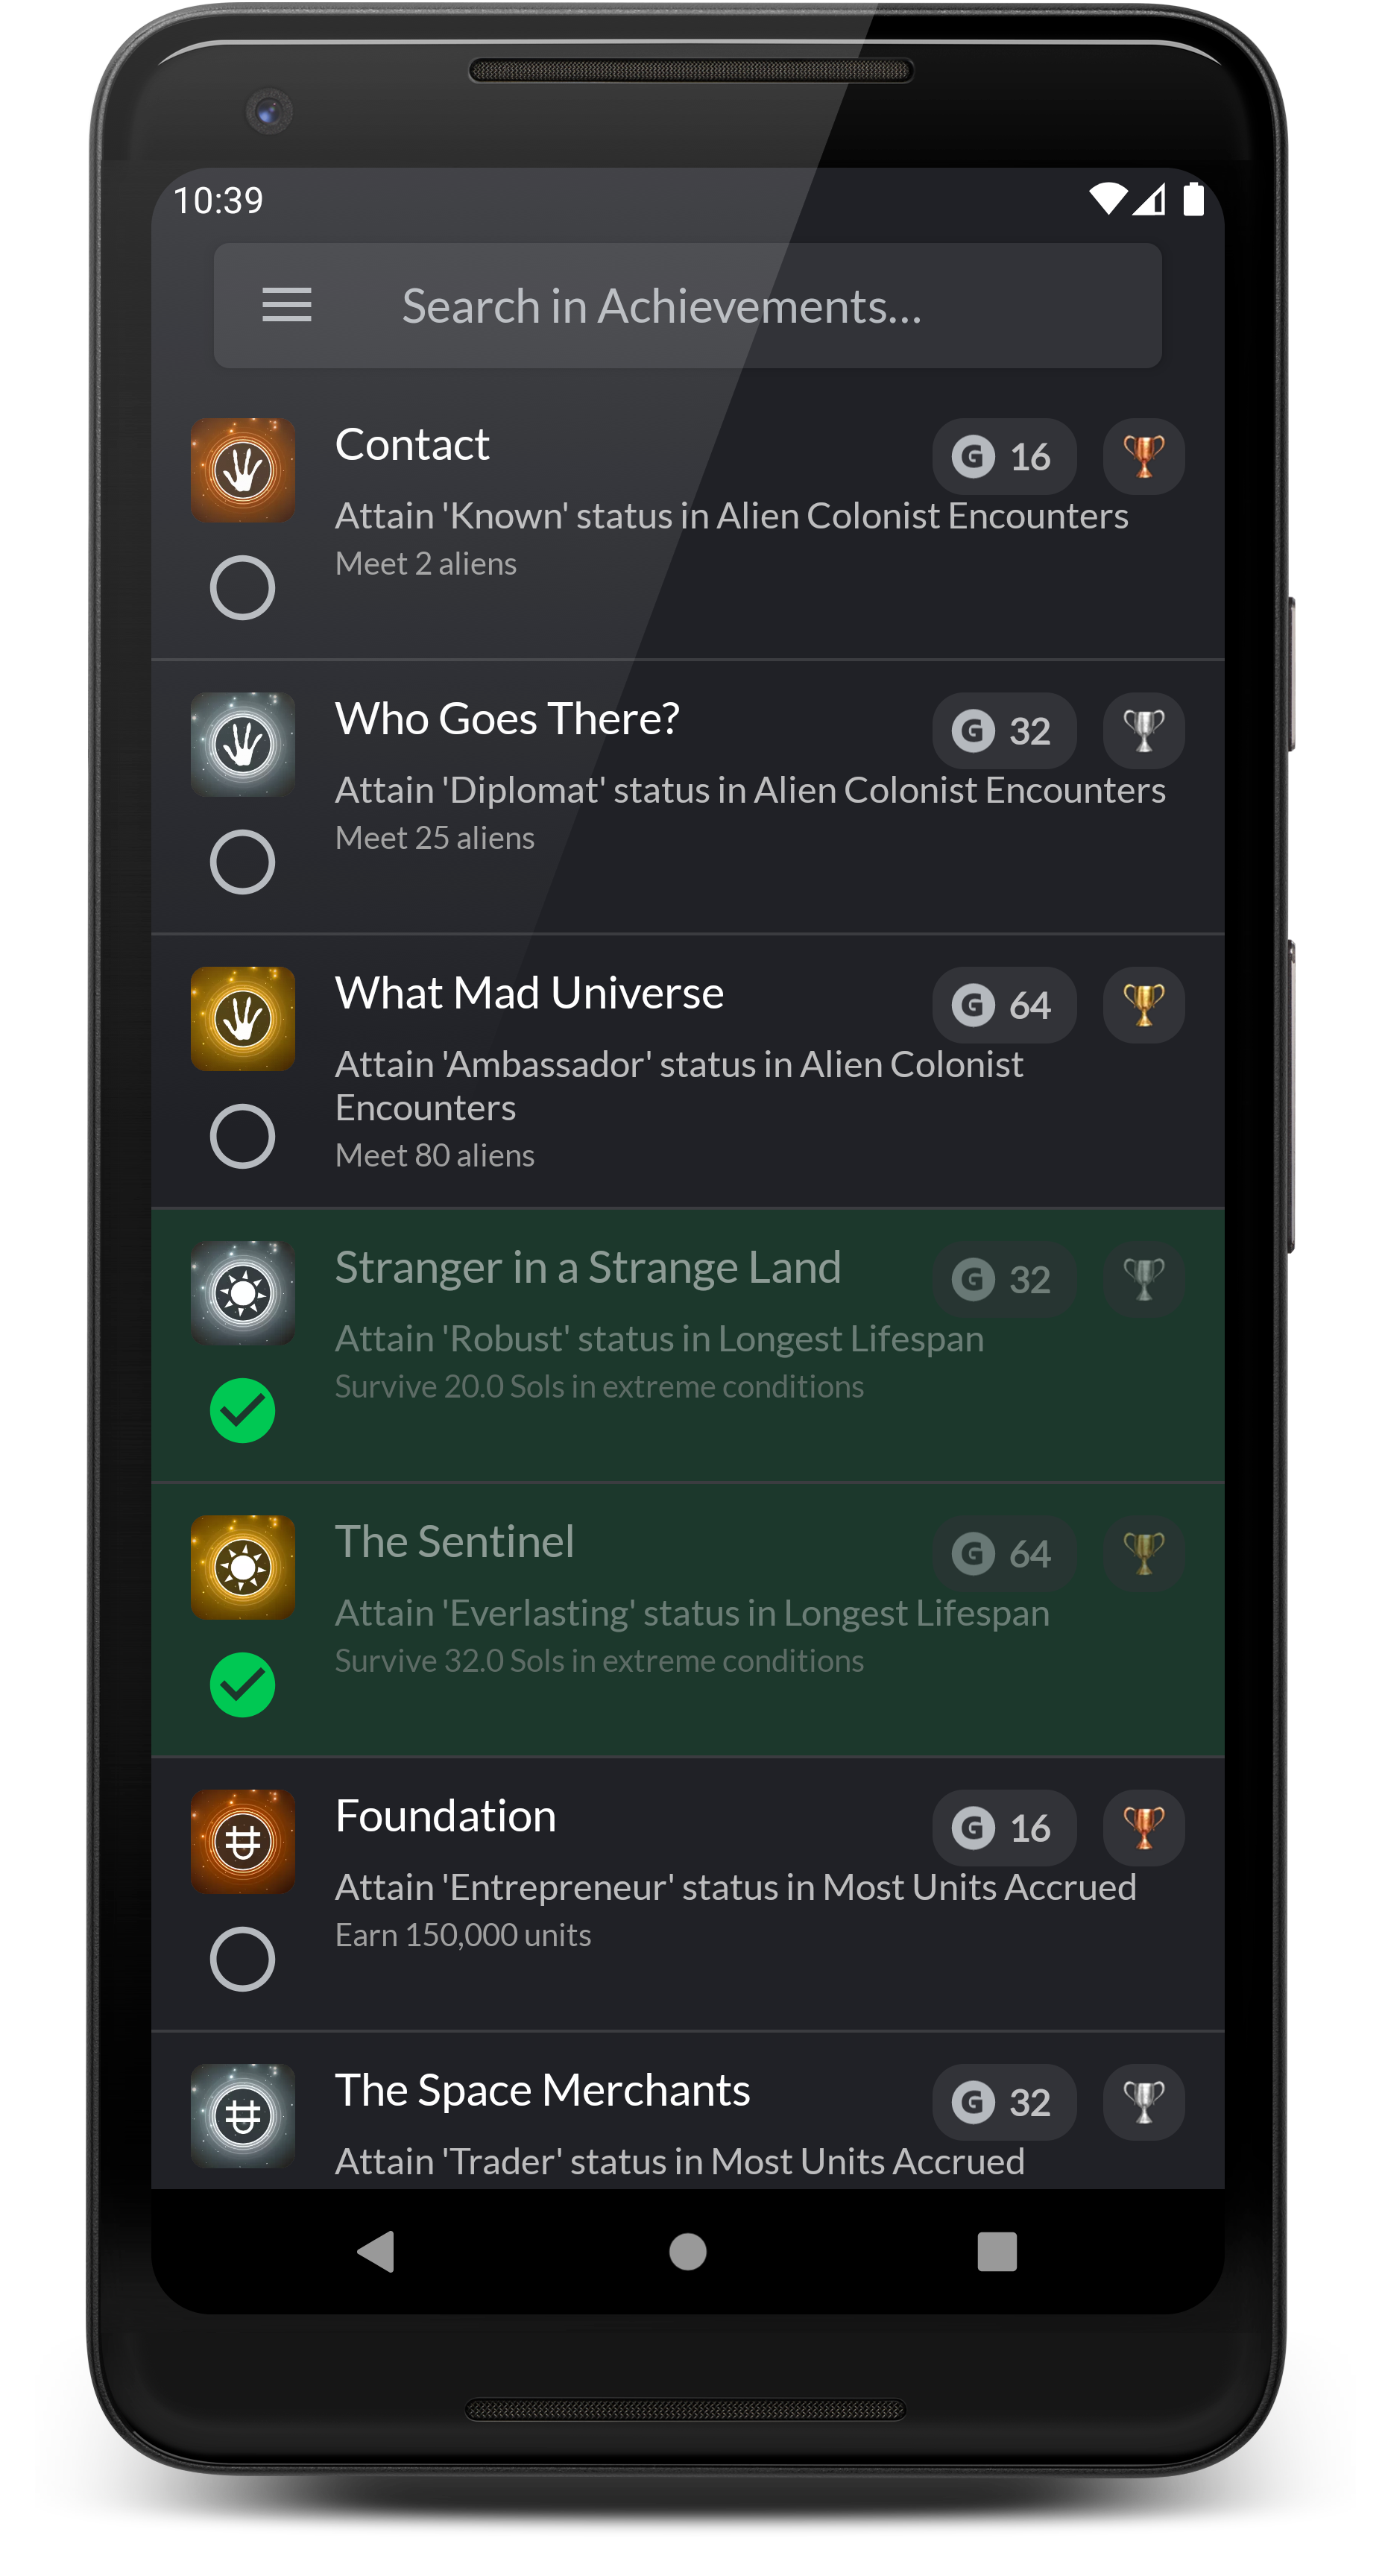 10:39
Search in Achievements...
Contact
G 16
Attain 'Known' status in Alien Colonist Encounters
Meet 2 aliens
Who Goes There?
G 32
Attain 'Diplomat' status in Alien Colonist Encounters
Meet 25 aliens
What Mad Universe
G 64
Attain 'Ambassador' status in Alien Colonist
Encounters
Meet 80 aliens
Stranger in a Strange Land
G 32
Attain 'Robust' status in Longest Lifespan
Survive 20.0 Sols in extreme conditions
The Sentinel
G 64
Attain 'Everlasting' status in Longest Lifespan
Survive 32.0 Sols in extreme conditions
Foundation
G 16
Attain 'Entrepreneur' status in Most Units Accrued
Earn 150,000 units
The Space Merchants
G 32
Attain 'Trader' status in Most Units Accrued